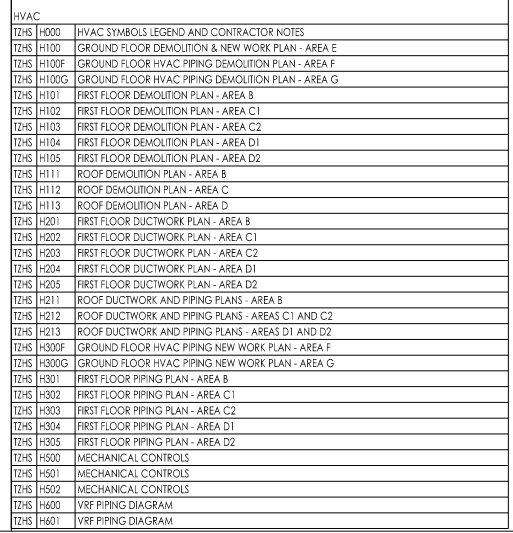 HVAC
TZHS H000 HVAC SYMBOLS LEGEND AND CONTRACTOR NOTES
TZHS H100 GROUND FLOOR DEMOLITION & NEW WORK PLAN - AREA E
TZHS H100F GROUND FLOOR HVAC PIPING DEMOLITION PLAN - AREA F
TZHS H100G GROUND FLOOR HVAC PIPING DEMOLITION PLAN - AREA G
TZHS H101 FIRST FLOOR DEMOLITION PLAN - AREA B
TZHS H102 FIRST FLOOR DEMOLITION PLAN - AREA C1
TZHS H103 FIRST FLOOR DEMOLITION PLAN - AREA C2
TZHS H104 FIRST FLOOR DEMOLITION PLAN - AREA D1
TZHS H105 FIRST FLOOR DEMOLITION PLAN - AREA D2
TZHS H111 ROOF DEMOLITION PLAN - AREA B
TZHS H112 ROOF DEMOLITION PLAN - AREA C
TZHS H113 ROOF DEMOLITION PLAN - AREA D
TZHS H201 FIRST FLOOR DUCTWORK PLAN - AREA B
TZHS H202 FIRST FLOOR DUCTWORK PLAN - AREA C1
TZHS H203 FIRST FLOOR DUCTWORK PLAN - AREA C2
TZHS H204 FIRST FLOOR DUCTWORK PLAN - AREA D1
TZHS H205 FIRST FLOOR DUCTWORK PLAN - AREA D2
TZHS H211 ROOF DUCTWORK AND PIPING PLANS - AREA B
TZHS H212 ROOF DUCTWORK AND PIPING PLANS - AREAS C1 AND C2
TZHS H213 ROOF DUCTWORK AND PIPING PLANS - AREAS D1 AND D2
TZHS H300F GROUND FLOOR HVAC PIPING NEW WORK PLAN - AREA F
TZHS H300G GROUND FLOOR HVAC PIPING NEW WORK PLAN - AREA G
TZHS H301 FIRST FLOOR PIPING PLAN - AREA B
TZHS H302 FIRST FLOOR PIPING PLAN - AREA C1
TZHS H303 FIRST FLOOR PIPING PLAN - AREA C2
TZHS H304 FIRST FLOOR PIPING PLAN - AREA D1
TZHS H305 FIRST FLOOR PIPING PLAN - AREA D2
TZHS H500 MECHANICAL CONTROLS
TZHS H501 MECHANICAL CONTROLS
TZHS H502 MECHANICAL CONTROLS
TZHS H600 VRF PIPING DIAGRAM
TZHS H601 VRF PIPING DIAGRAM